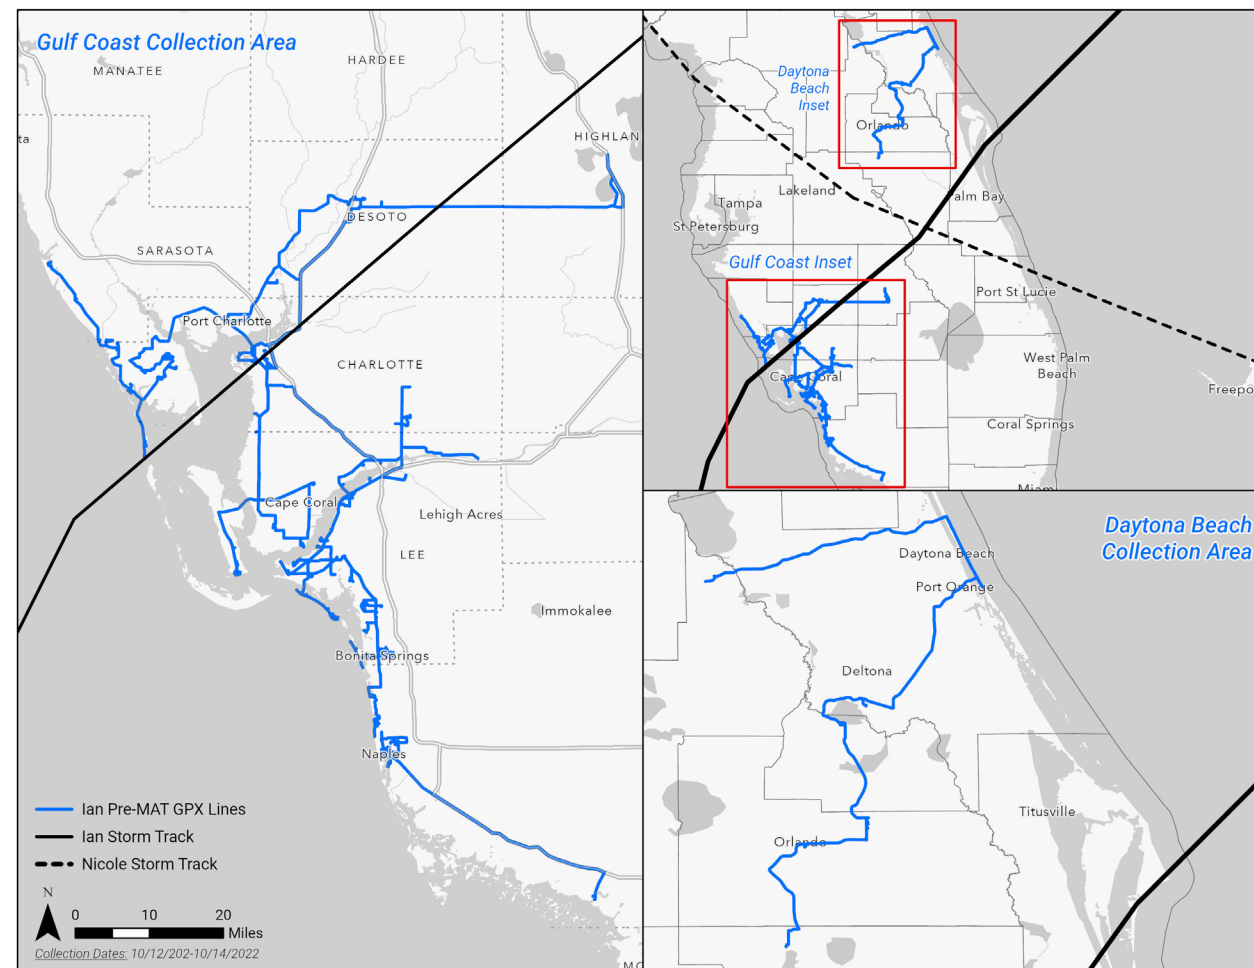 Gulf Coast Collection Area
MANATEE
HARDEE
HIGHLAN
ta
DESOTO
SARASOTA
Port Charlotte
CHARLOTTE
Cape Coral
Lehigh Acres
LEE
Immokalee
Bonita Springs
Naples
Ian Pre-MAT GPX Lines
Ian Storm Track
Nicole Storm Track
N
0 10 20
Miles
Collection Dates: 10/12/202-10/14/2022
MO
Daytona
Beach
Inset
Orlando
Lakeland
Tampa
St Petersburg
alm Bay
Gulf Coast Inset
Port St Lucie
West Palm
Beach
Freepo
Cape Coral
Coral Springs
Miam
Daytona Beach
Collection Area
Daytona Beach
Port Orange
Deltona
Titusville
Orlando